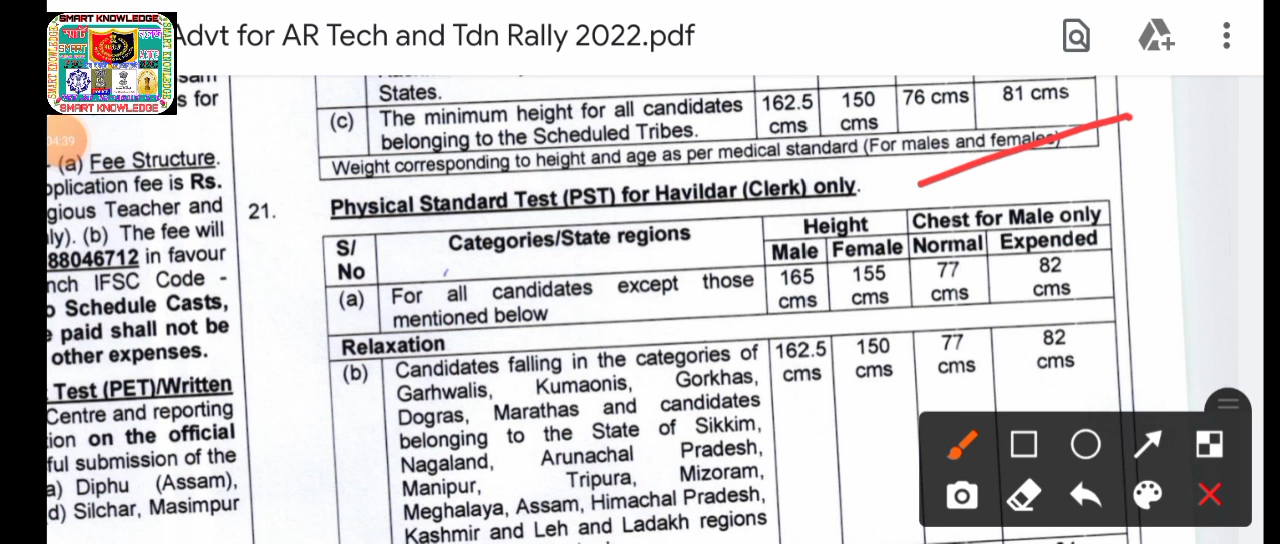 SMART KNOWLEDGE
Advt for AR Tech and Tdn Rally 2022.pdf
SMART KNOWLEDGE
04:39
s for
(a) Fee Structure.
plication fee is Rs.
gious Teacher and
ly). (b) The fee will
88046712 in favour
nch IFSC Code -
o Schedule Casts,
e paid shall not be
other expenses.
Test (PET)/Written
Centre and reporting
ion on the official
ful submission of the
a) Diphu (Assam),
d) Silchar, Masimpur
States.
(c) The minimum height for all candidates belonging to the Scheduled Tribes. 162.5 cms 150 cms 76 cms 81 cms
Weight corresponding to height and age as per medical standard (For males and females)
21. Physical Standard Test (PST) for Havildar (Clerk) only.
S/ No Categories/State regions Height Chest for Male only
Male Female Normal Expended
(a) For all candidates except those mentioned below 165 cms 155 cms 77 cms 82 cms
Relaxation
(b) Candidates falling in the categories of 162.5 cms 150 cms 77 cms 82 cms
Garhwalis, Kumaonis, Gorkhas,
Dogras, Marathas and candidates
belonging to the State of Sikkim,
Nagaland, Arunachal Pradesh,
Manipur, Tripura, Mizoram,
Meghalaya, Assam, Himachal Pradesh,
Kashmir and Leh and Ladakh regions